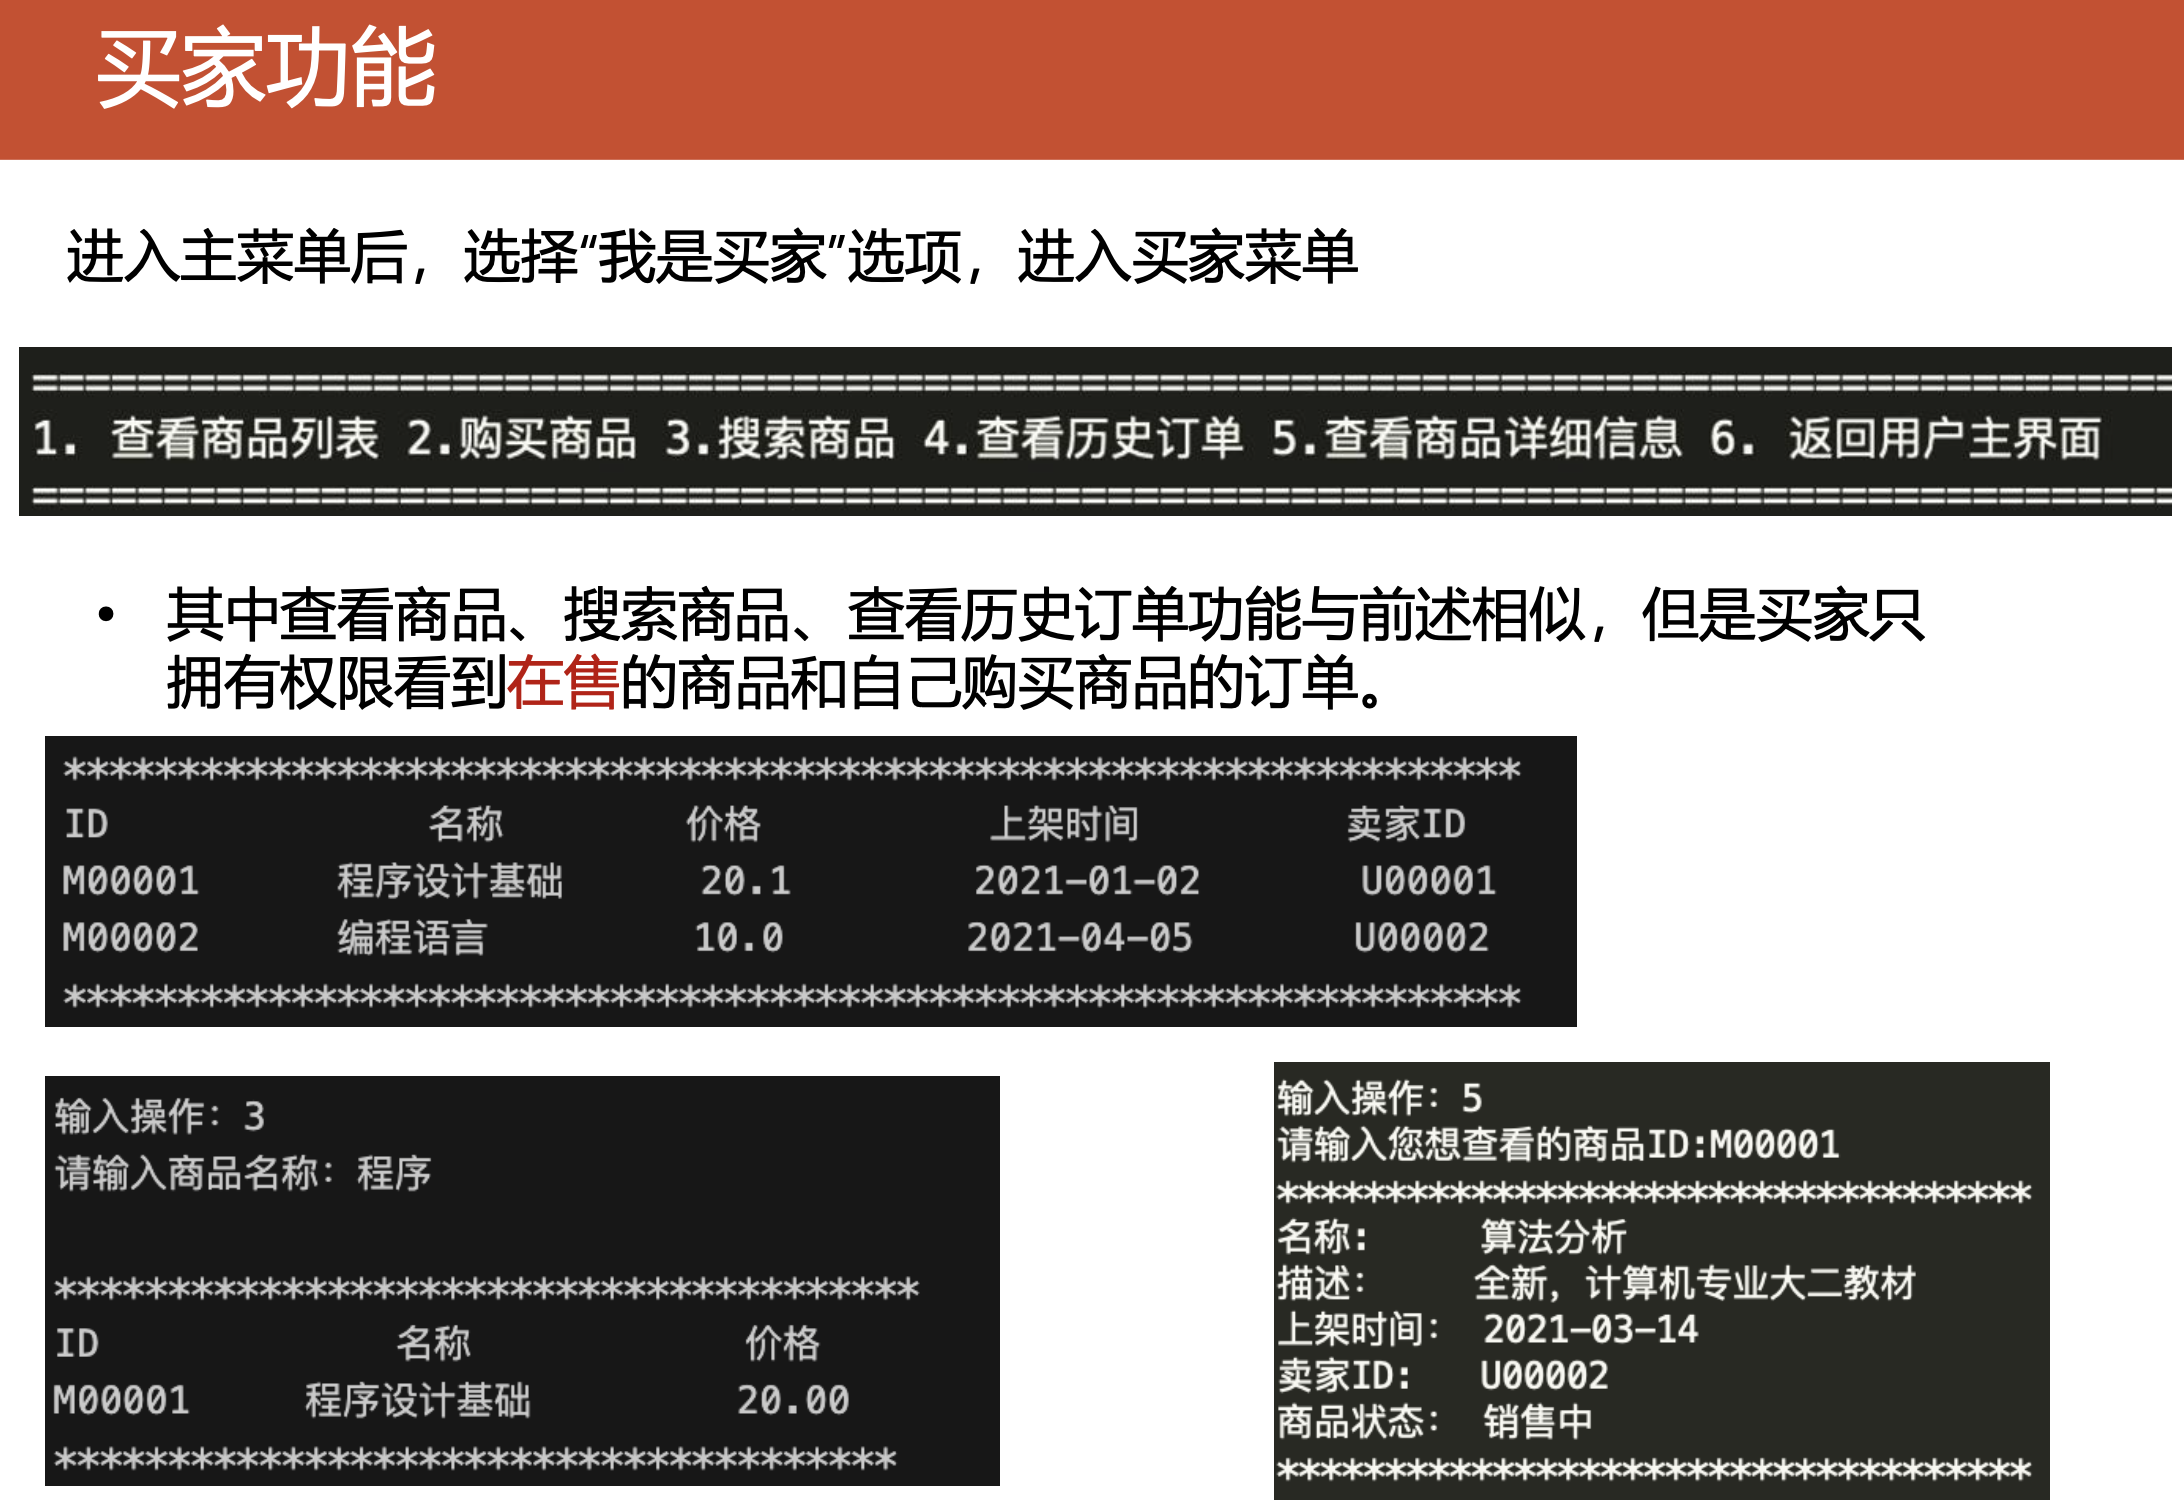 买家功能
进入主菜单后，选择“我是买家”选项，进入买家菜单
==================================================================================
1. 查看商品列表 2.购买商品 3.搜索商品 4.查看历史订单 5.查看商品详细信息 6. 返回用户主界面
==================================================================================
• 其中查看商品、搜索商品、查看历史订单功能与前述相似，但是买家只
拥有权限看到在售的商品和自己购买商品的订单。
****************************************************************
ID 名称 价格 上架时间 卖家ID
M00001 程序设计基础 20.1 2021-01-02 U00001
M00002 编程语言 10.0 2021-04-05 U00002
****************************************************************
输入操作：3
请输入商品名称：程序
**************************************
ID 名称 价格
M00001 程序设计基础 20.00
*************************************
输入操作：5
请输入您想查看的商品ID:M00001
***********************************
名称: 算法分析
描述： 全新，计算机专业大二教材
上架时间： 2021-03-14
卖家ID: U00002
商品状态： 销售中
***********************************